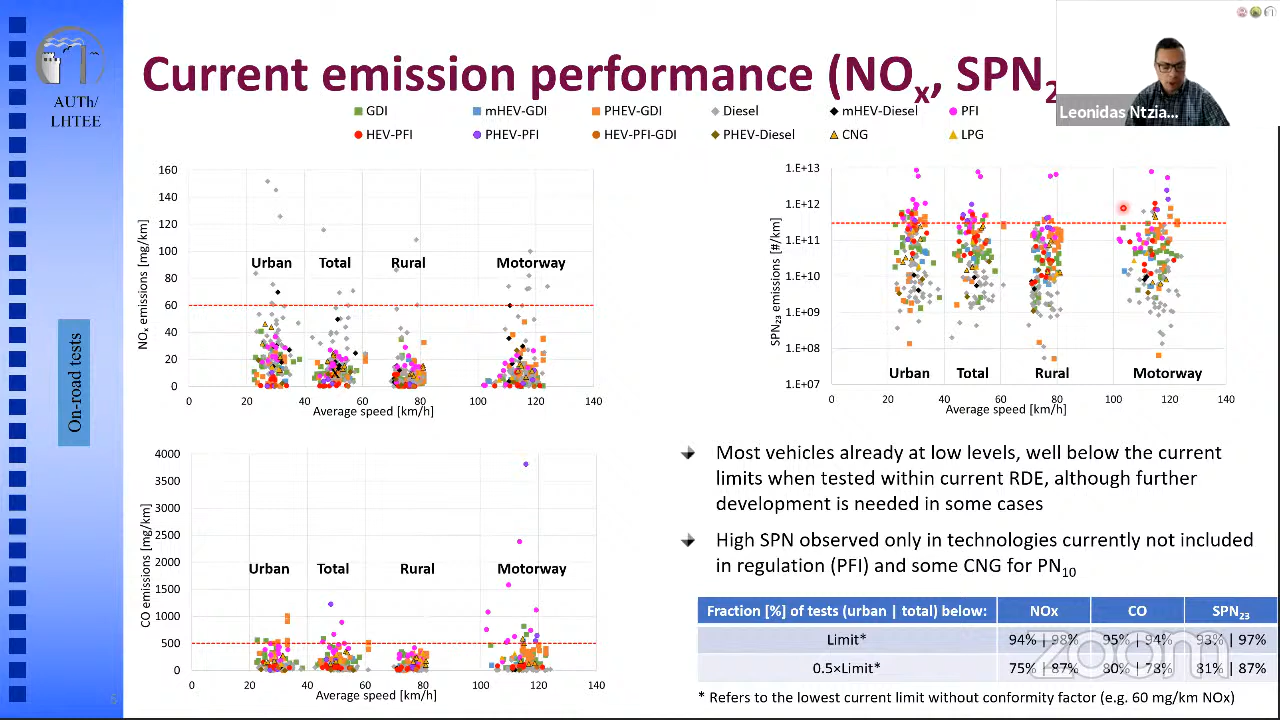 AUTh/
LHTEE
On-road tests
Current emission performance (NOx, SPN2
Leonidas Ntzia...
GDI mHEV-GDI PHEV-GDI Diesel mHEV-Diesel PFI
HEV-PFI PHEV-PFI HEV-PFI-GDI PHEV-Diesel CNG LPG
NOx emissions [mg/km]
160
140
120
100
80
60
40
20
0
Urban Total Rural Motorway
0 20 40 60 80 100 120 140
Average speed [km/h]
SPN23 emissions [#/km]
1.E+13
1.E+12
1.E+11
1.E+10
1.E+09
1.E+08
1.E+07
Urban Total Rural Motorway
0 20 40 60 80 100 120 140
Average speed [km/h]
CO emissions [mg/km]
4000
3500
3000
2500
2000
1500
1000
500
0
Urban Total Rural Motorway
0 20 40 60 80 100 120 140
Average speed [km/h]
Most vehicles already at low levels, well below the current
limits when tested within current RDE, although further
development is needed in some cases
High SPN observed only in technologies currently not included
in regulation (PFI) and some CNG for PN10
Fraction [%] of tests (urban | total) below: NOx CO SPN23
Limit* 94% | 98% 95% | 94% 93% | 97%
0.5×Limit* 75% | 87% 80% | 78% 81% | 87%
* Refers to the lowest current limit without conformity factor (e.g. 60 mg/km NOx)
zoom
6